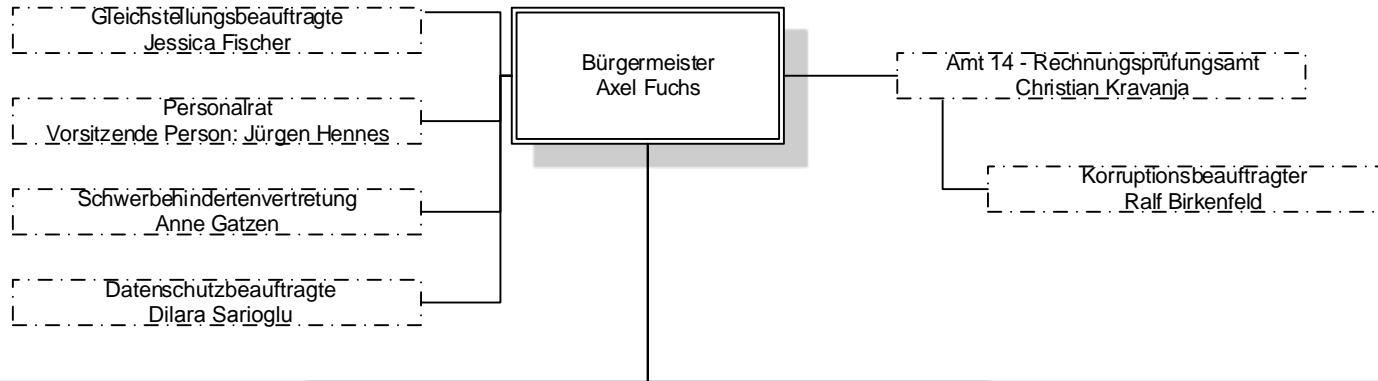 Gleichstellungsbeauftragte
Jessica Fischer
Personalrat
Vorsitzende Person: Jürgen Hennes
Schwerbehindertenvertretung
Anne Gatzen
Datenschutzbeauftragte
Dilara Sarioglu
Bürgermeister
Axel Fuchs
Amt 14 - Rechnungsprüfungsamt
Christian Kravanja
Korruptionsbeauftragter
Ralf Birkenfeld